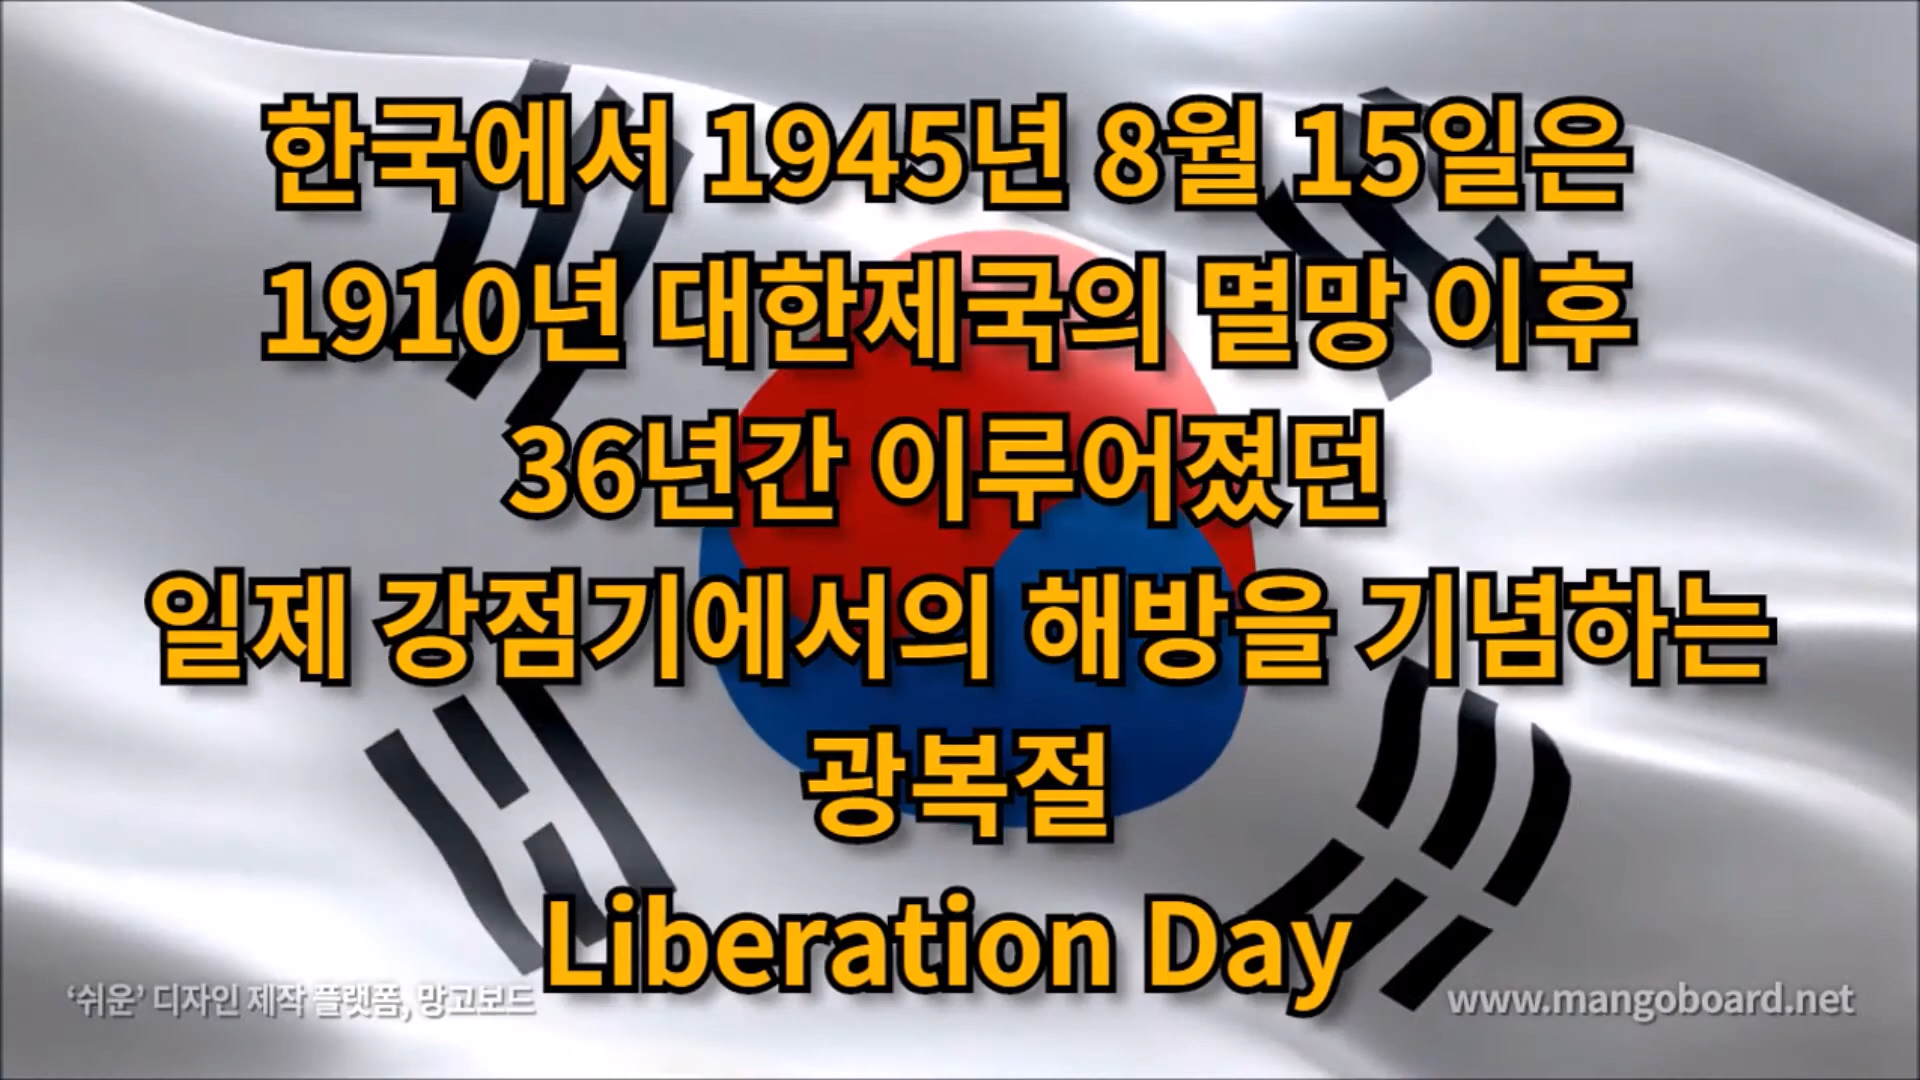 한국에서 1945년 8월 15일은
1910년 대한제국의 멸망 이후
36년간 이루어졌던
일제 강점기에서의 해방을 기념하는
광복절
Liberation Day
‘쉬운’ 디자인 제작 플랫폼, 망고보드
www.mangoboard.net